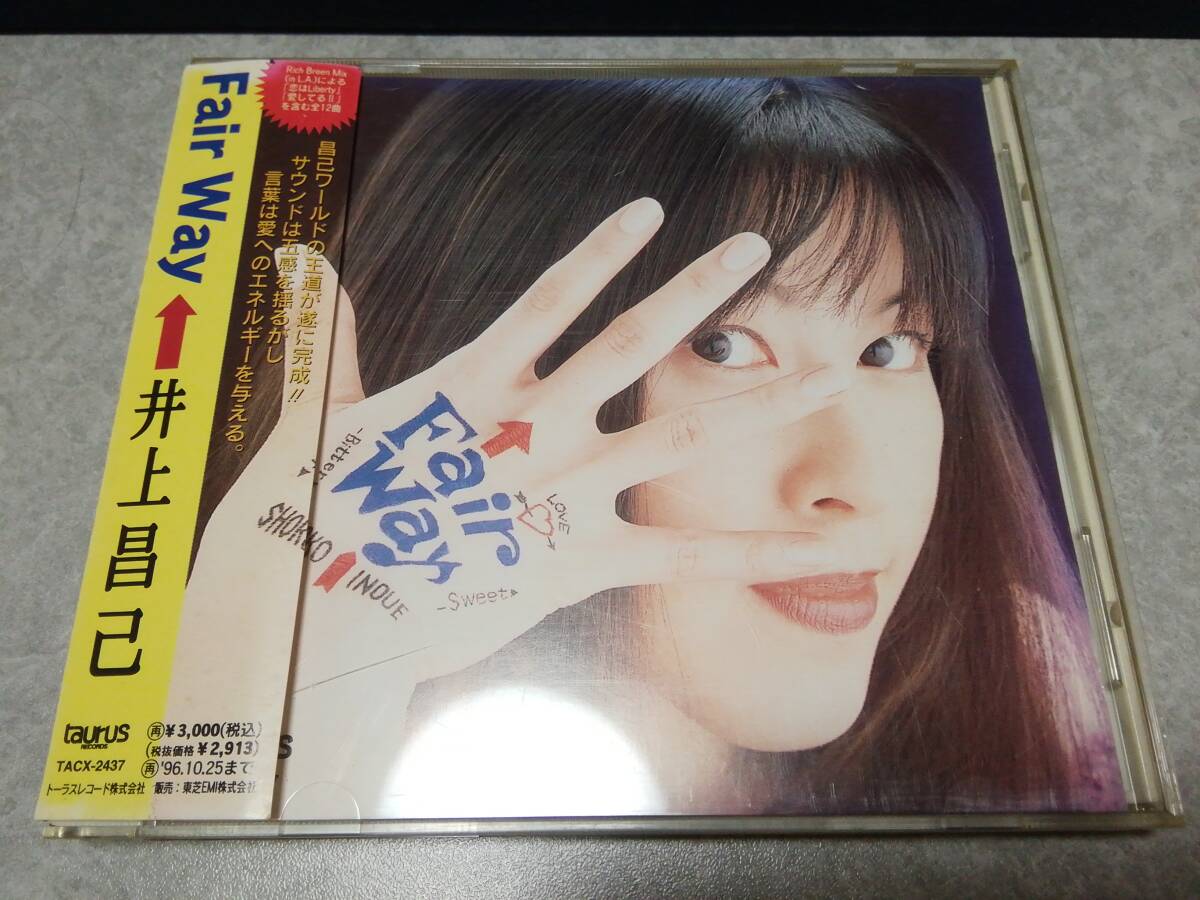 Fair Way
井上昌己
Rich Breen Mix
(in L.A.)による
「恋はLiberty」
「愛してる!!」
を含む全12曲
昌己ワールドの王道が遂に完成!!
サウンドは五感を揺るがし
言葉は愛へのエネルギーを与える。
Fair
Way
-Bitter
LOVE
SHOKO INOUE
-Sweet
taurus
RECORDS
TACX-2437
再¥3,000(税込)
(税抜価格¥2,913)
再'96.10.25まで
トーラスレコード株式会社 販売:東芝EMI株式会社